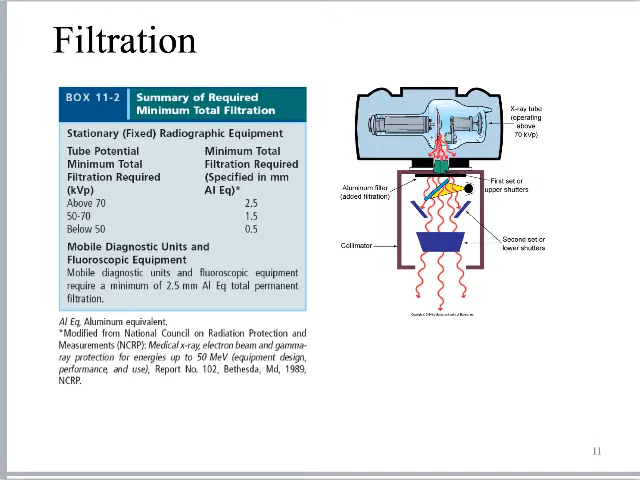 Filtration
BOX 11-2 Summary of Required
Minimum Total Filtration
Stationary (Fixed) Radiographic Equipment
Tube Potential Minimum Total
Minimum Total Filtration Required
Filtration Required (Specified in mm
(kVp) Al Eq)*
Above 70 2.5
50-70 1.5
Below 50 0.5
Mobile Diagnostic Units and
Fluoroscopic Equipment
Mobile diagnostic units and fluoroscopic equipment
require a minimum of 2.5 mm Al Eq total permanent
filtration.
Al Eq, Aluminum equivalent.
*Modified from National Council on Radiation Protection and
Measurements (NCRP): Medical x-ray, electron beam and gamma-
ray protection for energies up to 50 MeV (equipment design,
performance, and use), Report No. 102, Bethesda, Md, 1989,
NCRP.
X-ray tube
(operating
above
70 kVp)
Aluminum filter
(added filtration)
First set or
upper shutters
Collimator
Second set or
lower shutters
11